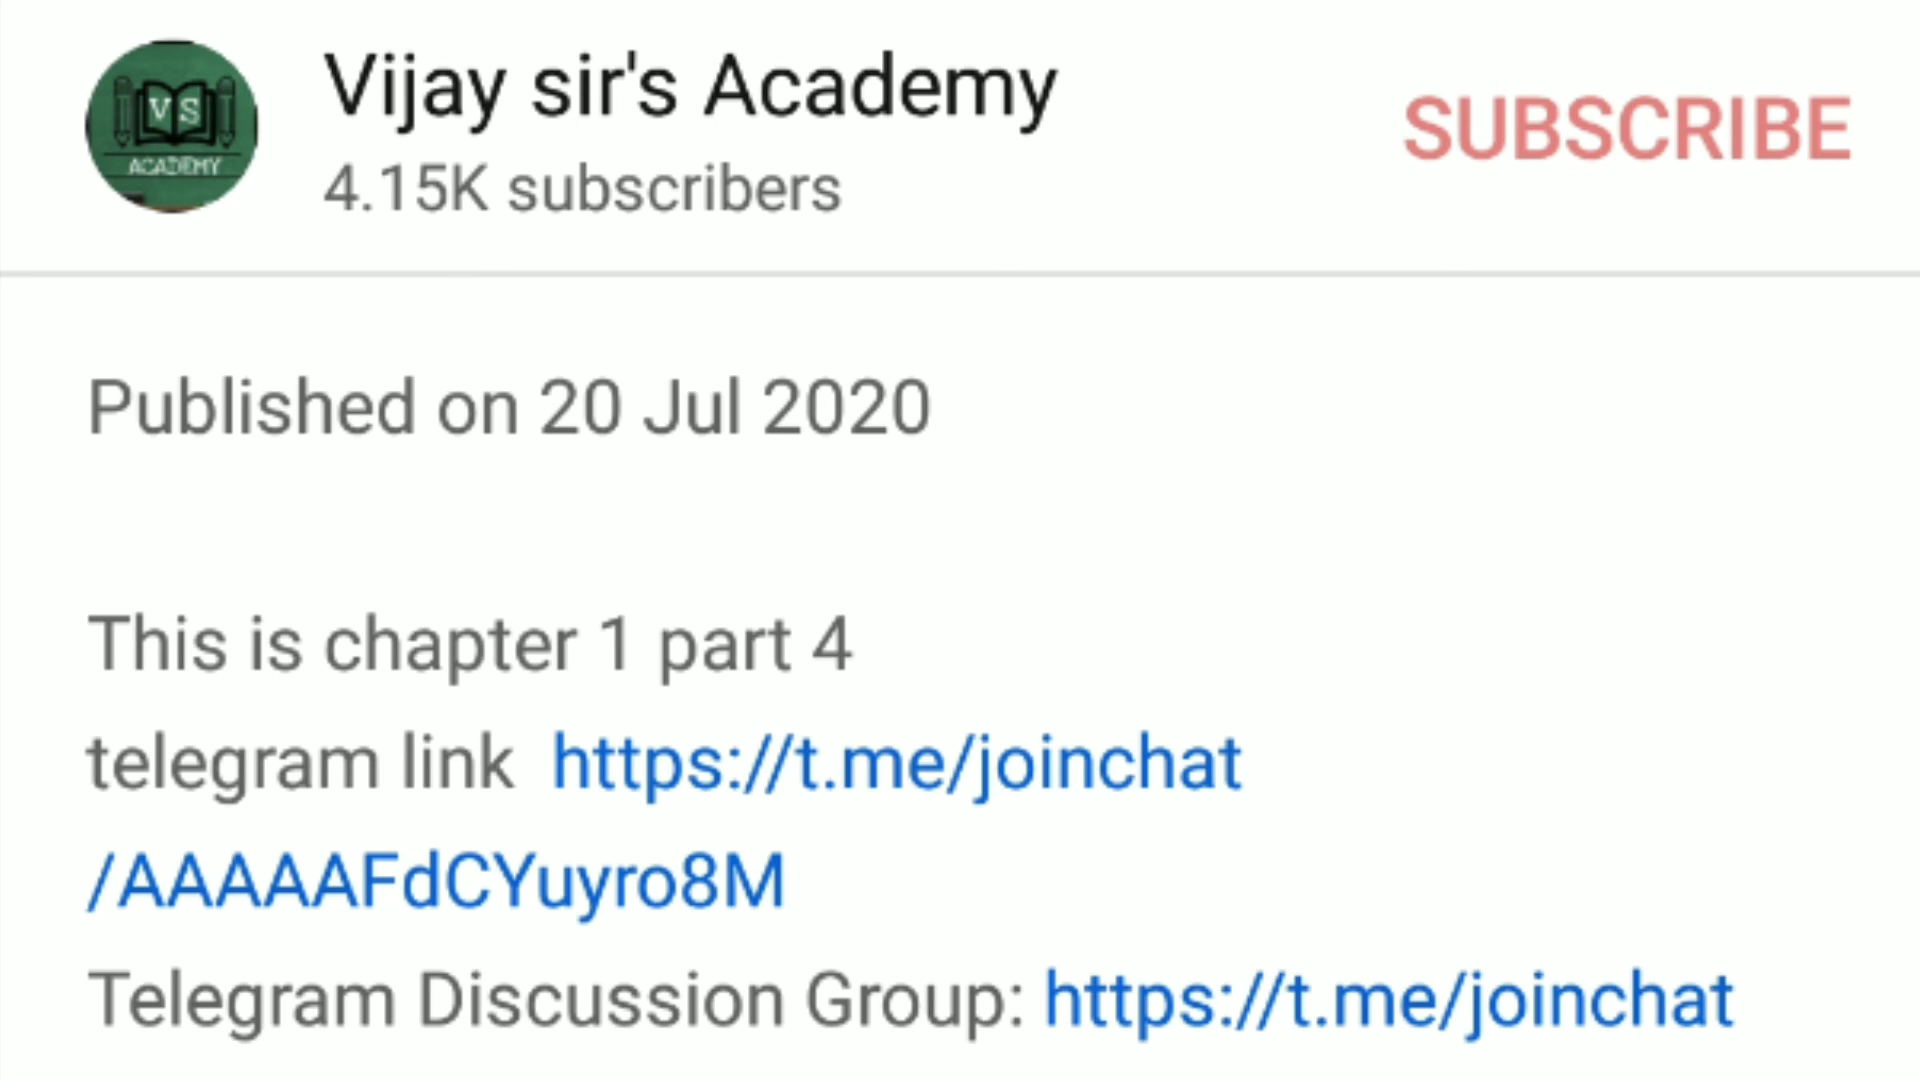 Vijay sir's Academy
4.15K subscribers
SUBSCRIBE
V S
ACADEMY
Published on 20 Jul 2020
This is chapter 1 part 4
telegram link https://t.me/joinchat
/AAAAAFdCYuyro8M
Telegram Discussion Group: https://t.me/joinchat